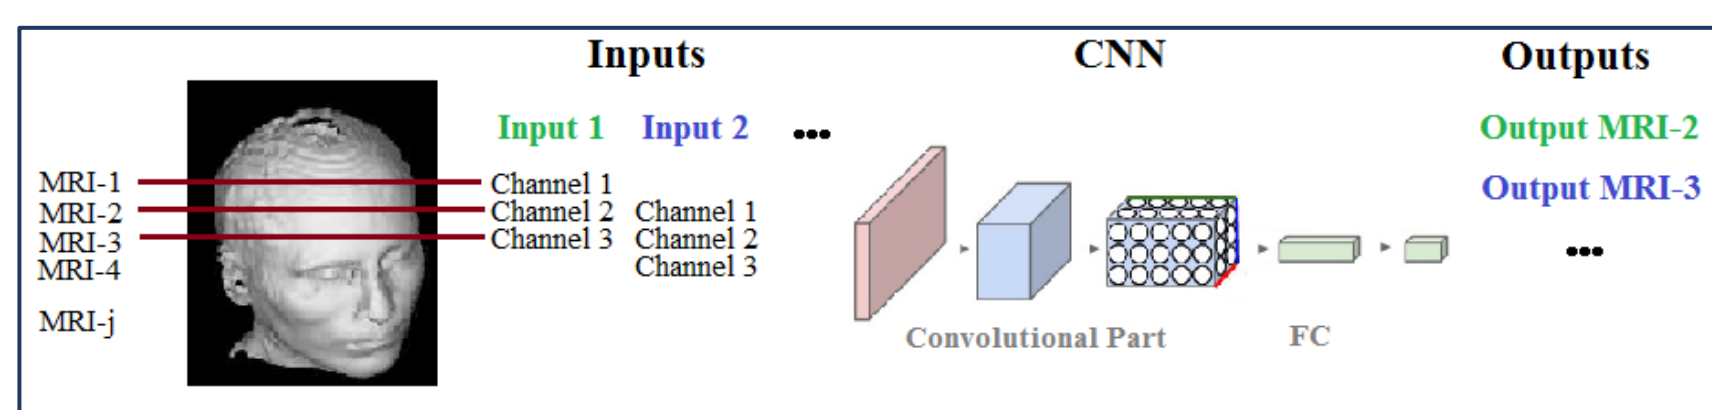 Inputs
CNN
Outputs
Input 1
Input 2
•••
Output MRI-2
MRI-1
Channel 1
Output MRI-3
MRI-2
Channel 2
Channel 1
MRI-3
Channel 3
Channel 2
•••
MRI-4
Channel 3
MRI-j
Convolutional Part
FC